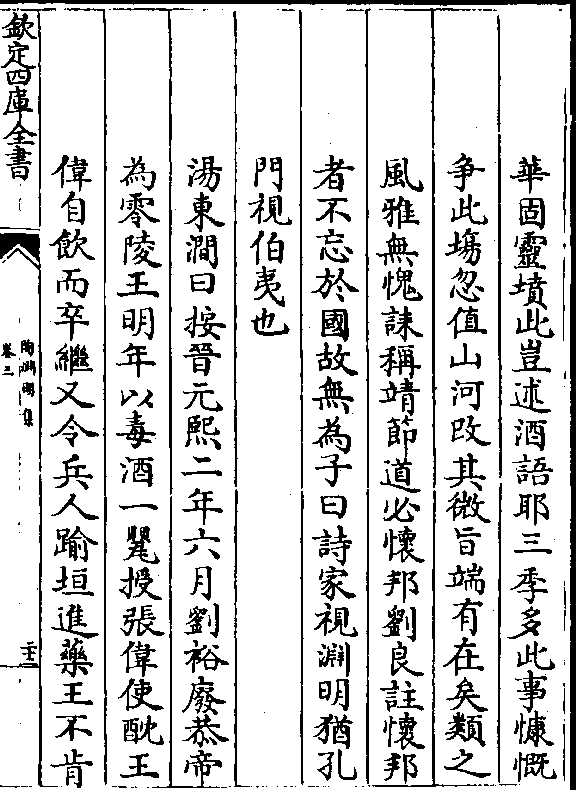 華固靈墳此豈述酒語耶三季多此事慷慨
争此塲忽值山河改其微旨端有在矣類之
風雅無愧誄稱靖節道必懷邦劉良註懷邦
者不忘於國故無為子曰詩家視淵明猶孔
門視伯夷也
湯東澗曰按晉元熙二年六月劉裕廢恭帝
為零陵王明年以毒酒一甖授張偉使酖王
偉自飲而卒繼又令兵人踰垣進藥王不肯
欽定四庫全書
陶淵明集
卷三